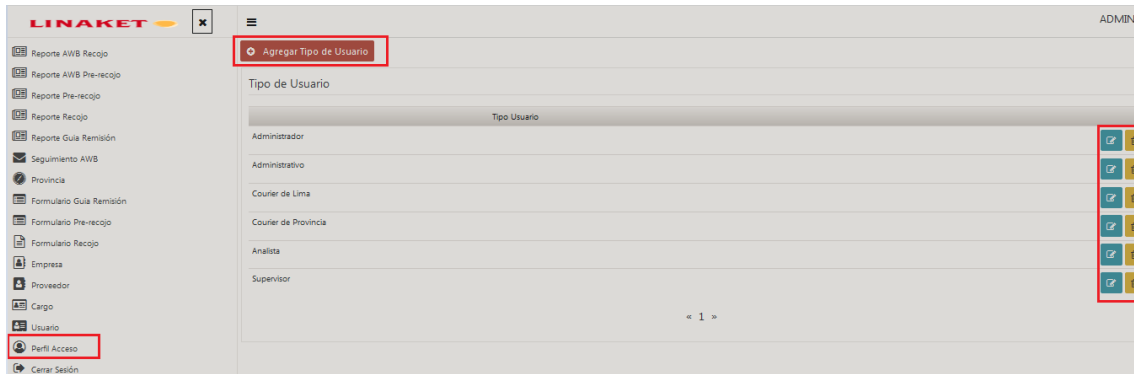 LINAKET
ADMIN
Reporte AWB Recojo
Reporte AWB Pre-recojo
Reporte Pre-recojo
Reporte Recojo
Reporte Guia Remisión
Seguimiento AWB
Provincia
Formulario Guia Remisión
Formulario Pre-recojo
Formulario Recojo
Empresa
Proveedor
Cargo
Usuario
Perfil Acceso
Cerrar Sesión
Agregar Tipo de Usuario
Tipo de Usuario
Tipo Usuario
Administrador
Administrativo
Courier de Lima
Courier de Provincia
Analista
Supervisor
« 1 »